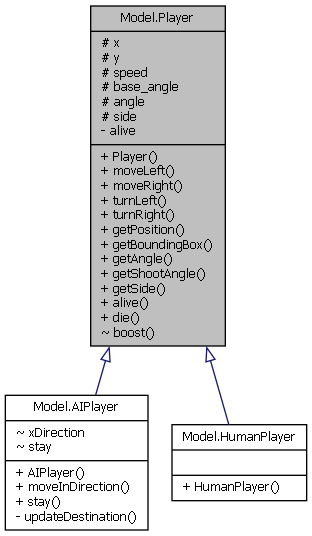 Model.Player
# x
# y
# speed
# base_angle
# angle
# side
- alive
+ Player()
+ moveLeft()
+ moveRight()
+ turnLeft()
+ turnRight()
+ getPosition()
+ getBoundingBox()
+ getAngle()
+ getShootAngle()
+ getSide()
+ alive()
+ die()
~ boost()
Model.AIPlayer
~ xDirection
~ stay
+ AIPlayer()
+ moveInDirection()
+ stay()
- updateDestination()
Model.HumanPlayer
+ HumanPlayer()